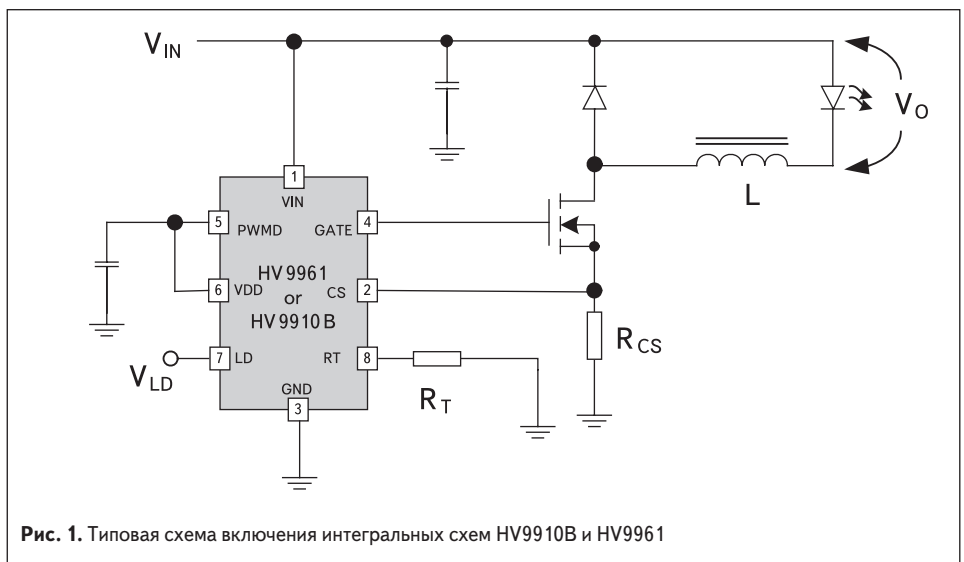 V_IN
V_O
L
1
VIN
5
PWMD
GATE
4
HV9961
or
HV9910B
6
VDD
CS
2
7
LD
RT
8
V_LD
GND
3
R_T
R_CS
Рис. 1. Типовая схема включения интегральных схем HV9910B и HV9961